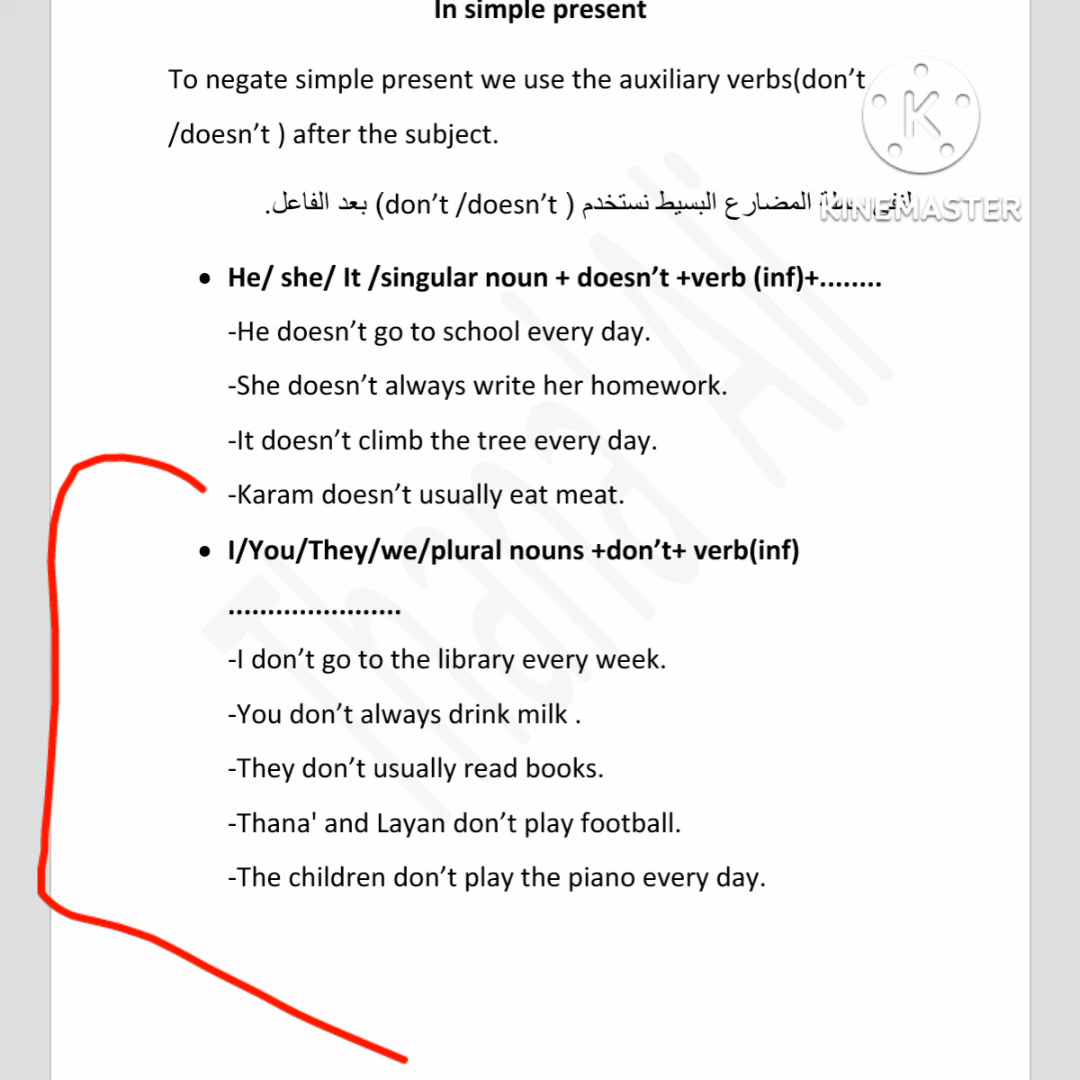 In simple present
To negate simple present we use the auxiliary verbs(don’t
/doesn’t ) after the subject.
المضارع البسيط نستخدم ( don’t /doesn’t) بعد الفاعل.
K
KINEMASTER
• He/ she/ It /singular noun + doesn’t +verb (inf)+........
-He doesn’t go to school every day.
-She doesn’t always write her homework.
-It doesn’t climb the tree every day.
-Karam doesn’t usually eat meat.
• I/You/They/we/plural nouns +don’t+ verb(inf)
......................
-I don’t go to the library every week.
-You don’t always drink milk .
-They don’t usually read books.
-Thana' and Layan don’t play football.
-The children don’t play the piano every day.
Thana Ali